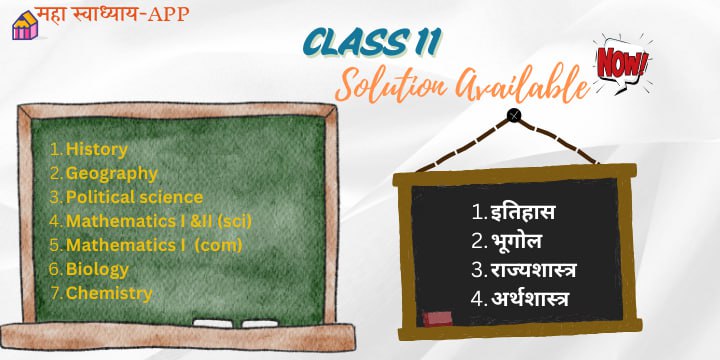 महा स्वाध्याय-APP
CLASS 11
Solution Available
NOW!
1. History
2. Geography
3. Political science
4. Mathematics I &II (sci)
5. Mathematics I (com)
6. Biology
7. Chemistry
1. इतिहास
2. भूगोल
3. राज्यशास्त्र
4. अर्थशास्त्र